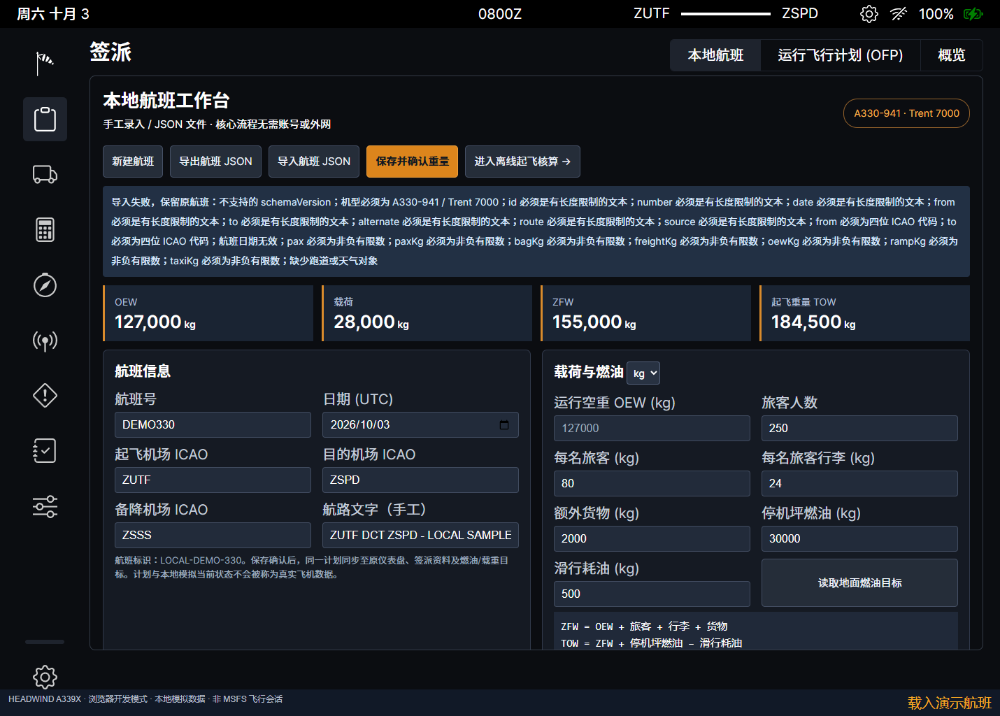 周六 十月 3
0800Z
ZUTF ZSPD
100%
签派
本地航班 运行飞行计划 (OFP) 概览
本地航班工作台
手工录入 / JSON 文件 · 核心流程无需账号或外网
A330-941 · Trent 7000
新建航班 导出航班 JSON 导入航班 JSON 保存并确认重量 进入离线起飞核算 →
导入失败，保留原航班：不支持的 schemaVersion；机型必须为 A330-941 / Trent 7000；id 必须是有长度限制的文本；number 必须是有长度限制的文本；date 必须是有长度限制的文本；from
必须是有长度限制的文本；to 必须是有长度限制的文本；alternate 必须是有长度限制的文本；route 必须是有长度限制的文本；source 必须是有长度限制的文本；from 必须为四位 ICAO 代码；to
必须为四位 ICAO 代码；航班日期无效；pax 必须为非负有限数；paxKg 必须为非负有限数；bagKg 必须为非负有限数；freightKg 必须为非负有限数；oewKg 必须为非负有限数；rampKg 必须为
非负有限数；taxiKg 必须为非负有限数；缺少跑道或天气对象
OEW
127,000 kg
载荷
28,000 kg
ZFW
155,000 kg
起飞重量 TOW
184,500 kg
航班信息
航班号
DEMO330
日期 (UTC)
2026/10/03
起飞机场 ICAO
ZUTF
目的机场 ICAO
ZSPD
备降机场 ICAO
ZSSS
航路文字（手工）
ZUTF DCT ZSPD - LOCAL SAMPLE
航班标识：LOCAL-DEMO-330。保存确认后，同一计划同步至原仪表盘、签派资料及燃油/载重目
标。计划与本地模拟当前状态不会被称为真实飞机数据。
载荷与燃油 kg
运行空重 OEW (kg)
127000
旅客人数
250
每名旅客 (kg)
80
每名旅客行李 (kg)
24
额外货物 (kg)
2000
停机坪燃油 (kg)
30000
滑行耗油 (kg)
500
读取地面燃油目标
ZFW = OEW + 旅客 + 行李 + 货物
TOW = ZFW + 停机坪燃油 − 滑行耗油
HEADWIND A339X · 浏览器开发模式 · 本地模拟数据 · 非 MSFS 飞行会话
载入演示航班